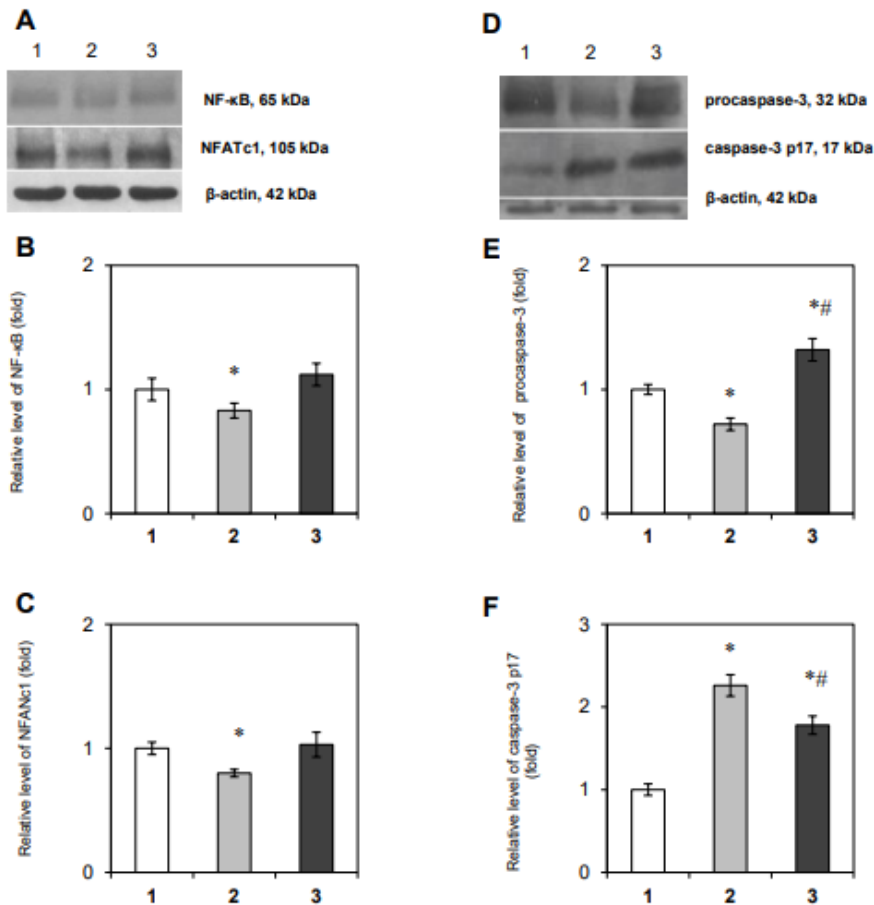 A
1 2 3
NF-κB, 65 kDa
NFATc1, 105 kDa
β-actin, 42 kDa
B
Relative level of NF-κB (fold)
2
1
0
*
1 2 3
C
Relative level of NFANc1 (fold)
2
1
0
*
1 2 3
D
1 2 3
procaspase-3, 32 kDa
caspase-3 p17, 17 kDa
β-actin, 42 kDa
E
Relative level of procaspase-3 (fold)
2
1
0
*
*#
1 2 3
F
Relative level of caspase-3 p17
(fold)
3
2
1
0
*
*#
1 2 3